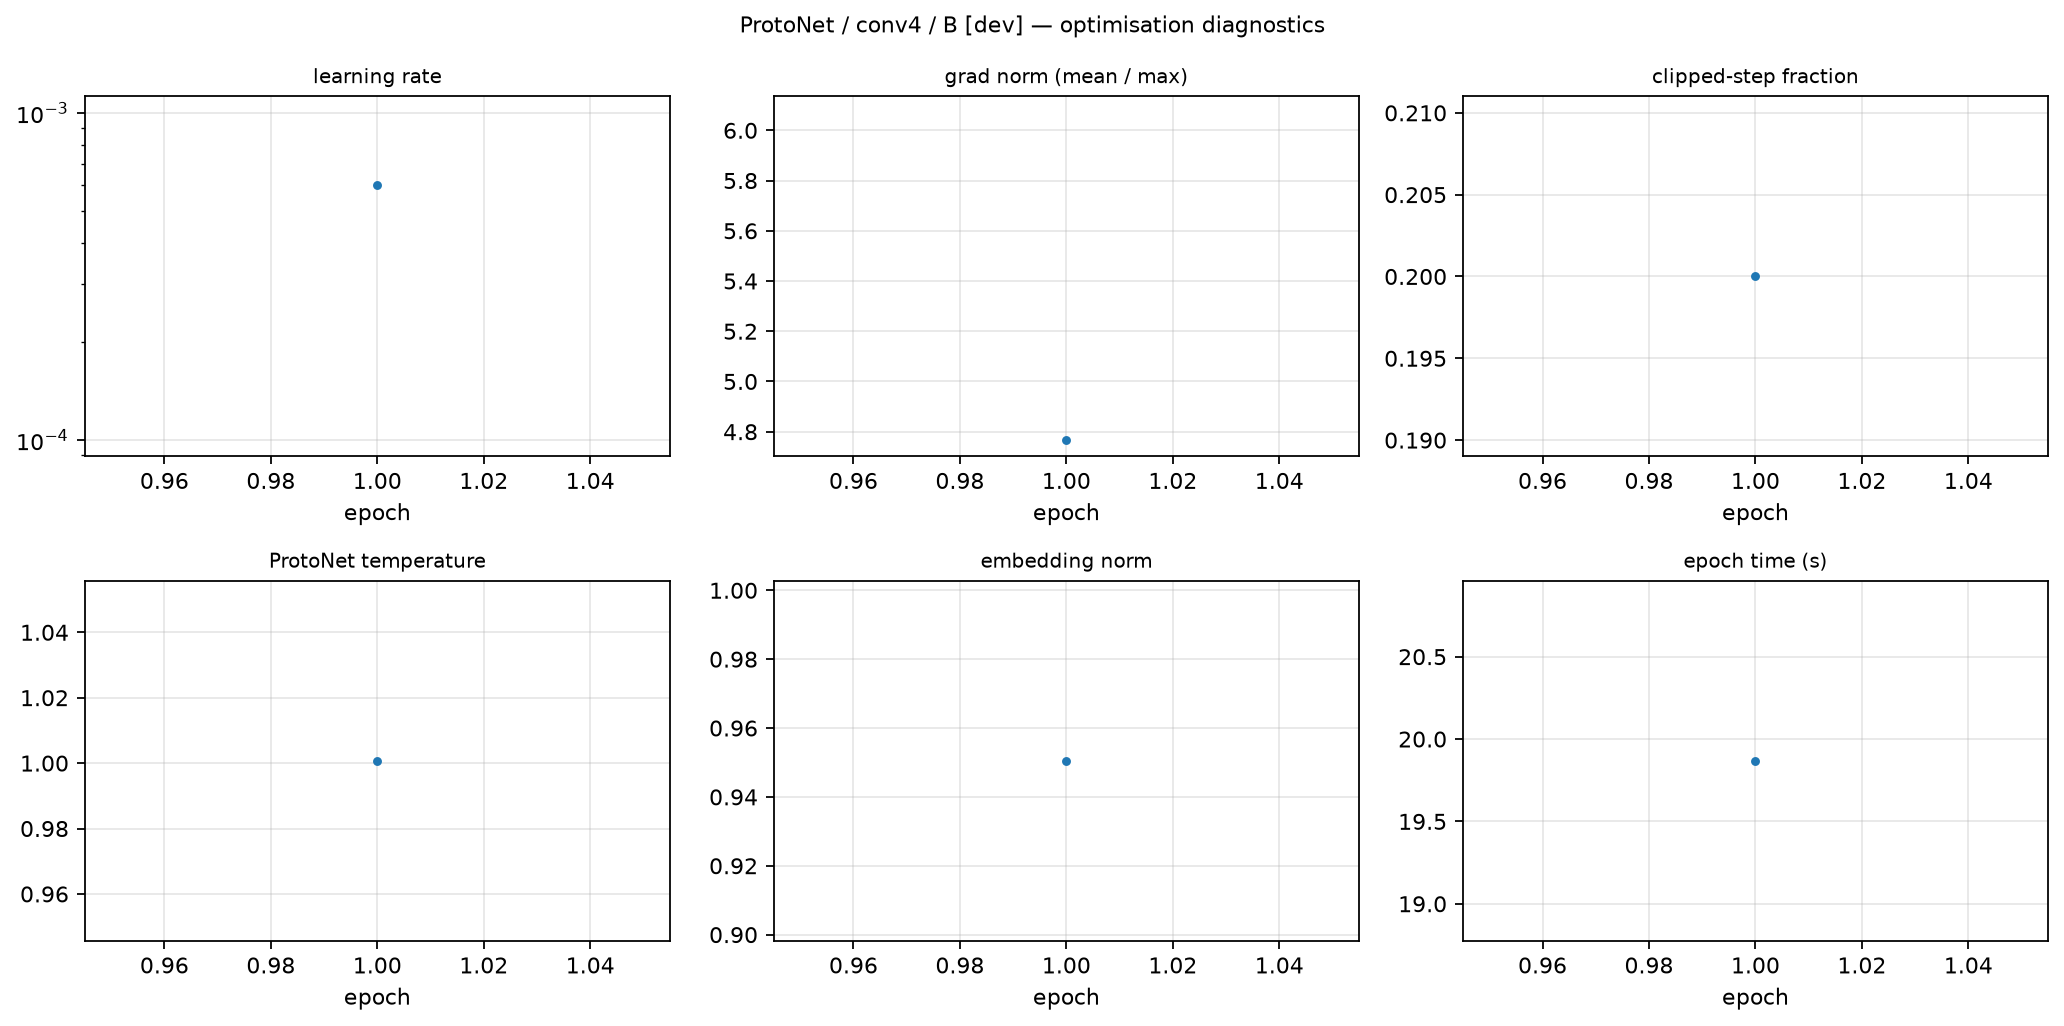 ProtoNet / conv4 / B [dev] — optimisation diagnostics
learning rate
10⁻³
10⁻⁴
0.96 0.98 1.00 1.02 1.04
epoch
grad norm (mean / max)
6.0
5.8
5.6
5.4
5.2
5.0
4.8
0.96 0.98 1.00 1.02 1.04
epoch
clipped-step fraction
0.210
0.205
0.200
0.195
0.190
0.96 0.98 1.00 1.02 1.04
epoch
ProtoNet temperature
1.04
1.02
1.00
0.98
0.96
0.96 0.98 1.00 1.02 1.04
epoch
embedding norm
1.00
0.98
0.96
0.94
0.92
0.90
0.96 0.98 1.00 1.02 1.04
epoch
epoch time (s)
20.5
20.0
19.5
19.0
0.96 0.98 1.00 1.02 1.04
epoch